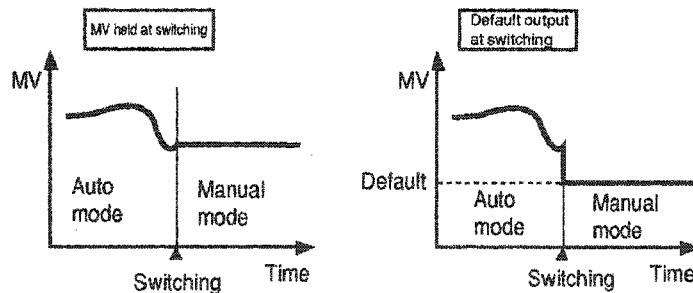 MV held at switching
MV
Auto
mode
Manual
mode
Switching
Time
Default output
at switching
MV
Default
Auto
mode
Manual
mode
Switching
Time